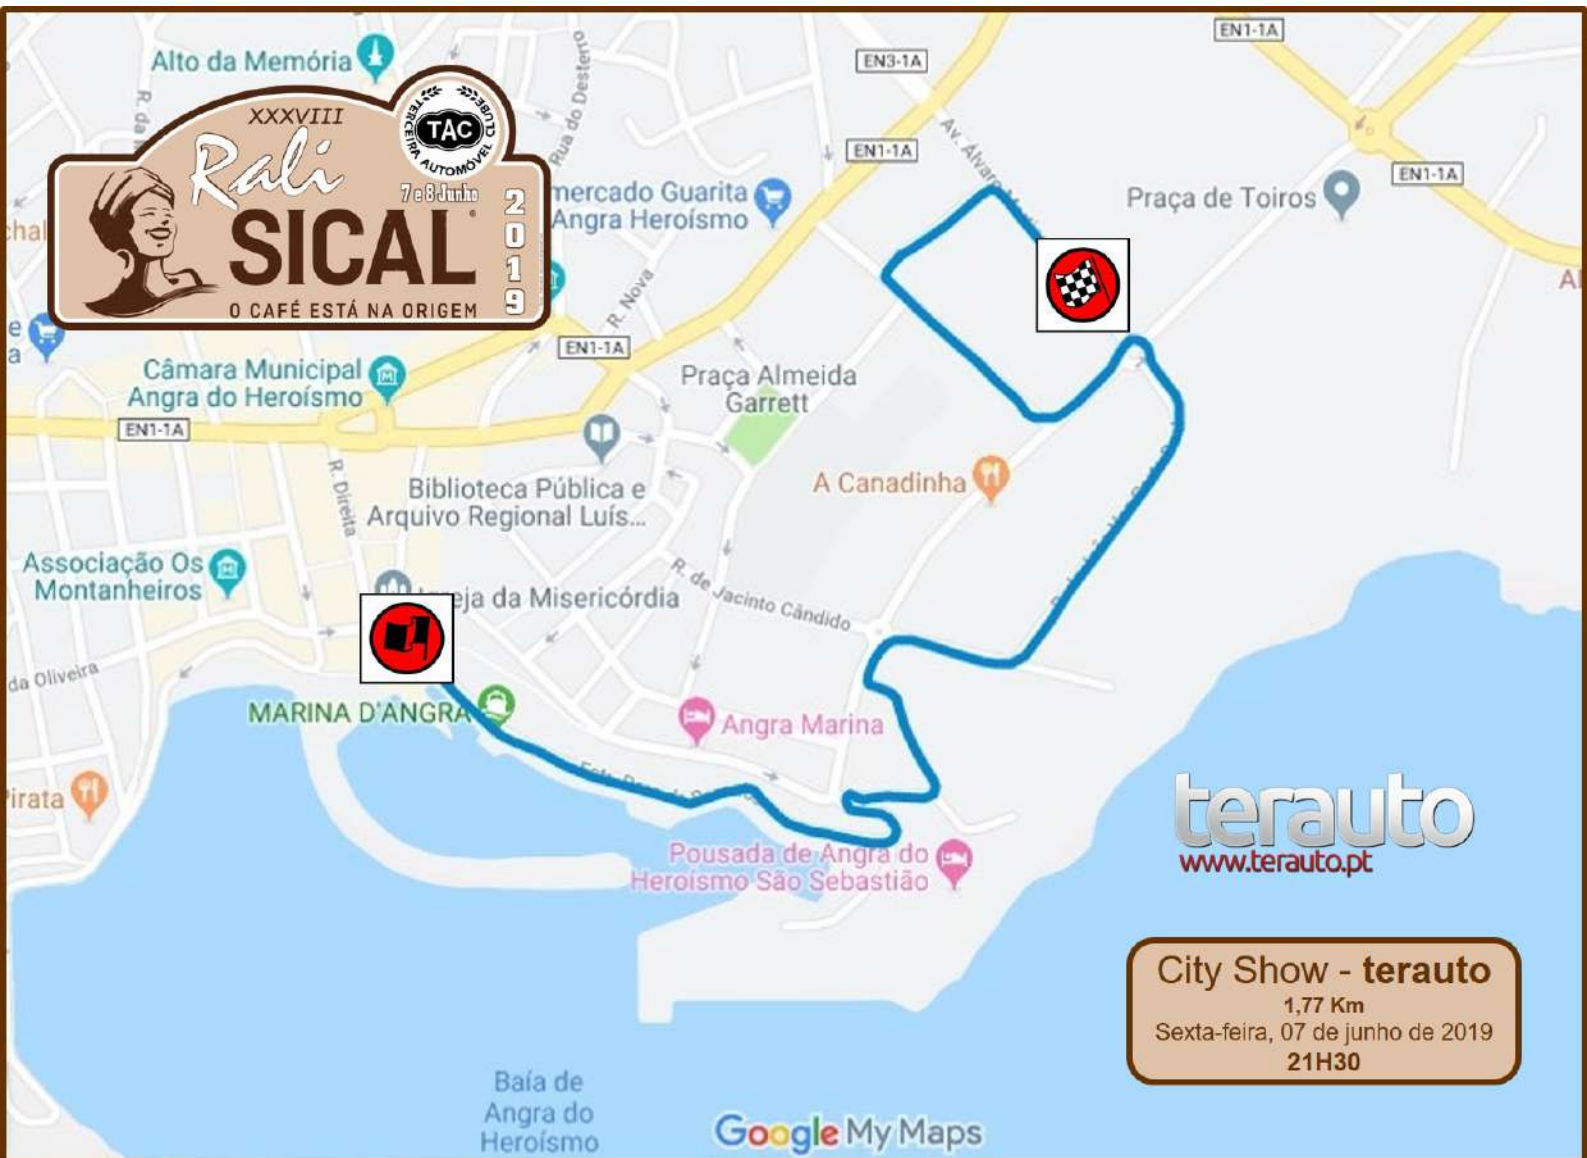 EN1-1A
Alto da Memória
EN3-1A
Rua do Desterro
XXXVIII
Rali
SICAL
O CAFÉ ESTÁ NA ORIGEM
TAC
TERCEIRA AUTOMÓVEL CLUBE
7 e 8 Junho
2019
EN1-1A
EN1-1A
mercado Guarita
Angra Heroísmo
Praça de Toiros
R. Nova
EN1-1A
Câmara Municipal
Angra do Heroísmo
Praça Almeida
Garrett
EN1-1A
R. Direita
A Canadinha
Biblioteca Pública e
Arquivo Regional Luís...
Associação Os
Montanheiros
da Misericórdia
R. de Jacinto Cândido
da Oliveira
MARINA D'ANGRA
Angra Marina
Pirata
terauto
www.terauto.pt
Pousada de Angra do
Heroísmo São Sebastião
City Show - terauto
1,77 Km
Sexta-feira, 07 de junho de 2019
21H30
Baía de
Angra do
Heroísmo
Google My Maps